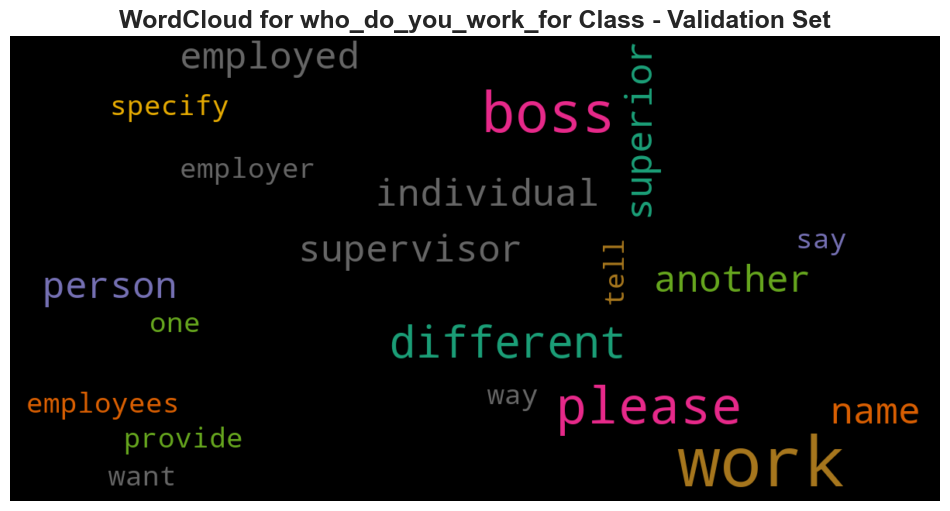 WordCloud for who_do_you_work_for Class - Validation Set
employed
specify
boss
superior
employer
individual
say
supervisor
tell
another
person
one
different
way
employees
please
name
provide
work
want